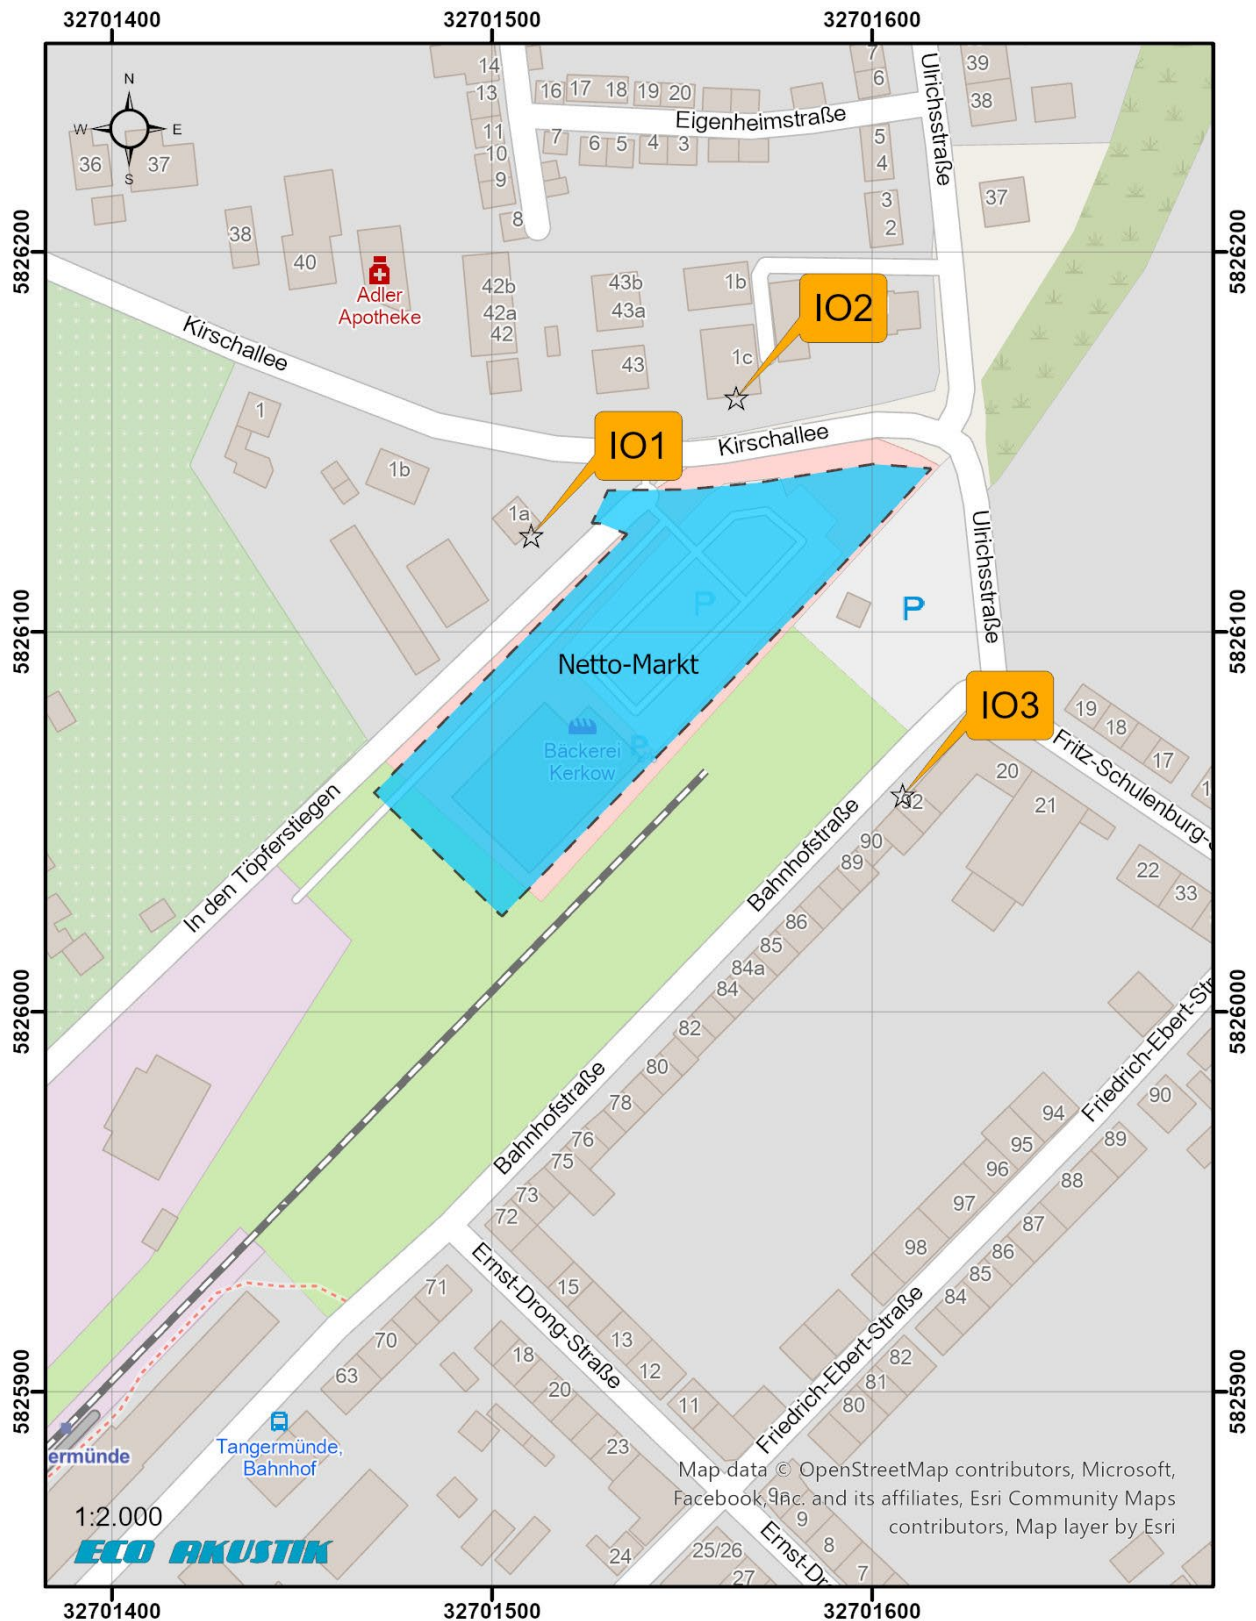 32701400
32701500
32701600
N
W
E
S
14
13
11
10
9
8
16
17
18
19
20
7
6
5
4
3
Eigenheimstraße
7
6
5
4
3
2
Ulrichsstraße
39
38
37
36
37
38
40
Adler
Apotheke
5826200
5826200
42b
42a
42
43b
43a
43
1b
1c
IO2
Kirschallee
Kirschallee
IO1
1
1b
1a
P
P
Ulrichsstraße
5826100
5826100
Netto-Markt
Bäckerei
Kerkow
P
IO3
19
18
17
Fritz-Schulenburg-S
20
21
22
33
92
90
89
86
85
84a
84
82
80
78
76
75
73
72
In den Töpferstiegen
Bahnhofstraße
Bahnhofstraße
5826000
5826000
Friedrich-Ebert-Str
94
95
96
97
98
90
89
88
87
86
85
84
82
81
80
Friedrich-Ebert-Straße
Ernst-Drong-Straße
15
13
12
11
71
70
63
18
20
23
24
25/26
27
9a
9
8
7
Ernst-Dr
5825900
5825900
ermünde
Tangermünde,
Bahnhof
Map data © OpenStreetMap contributors, Microsoft,
Facebook, Inc. and its affiliates, Esri Community Maps
contributors, Map layer by Esri
1:2.000
ECO AKUSTIK
32701400
32701500
32701600